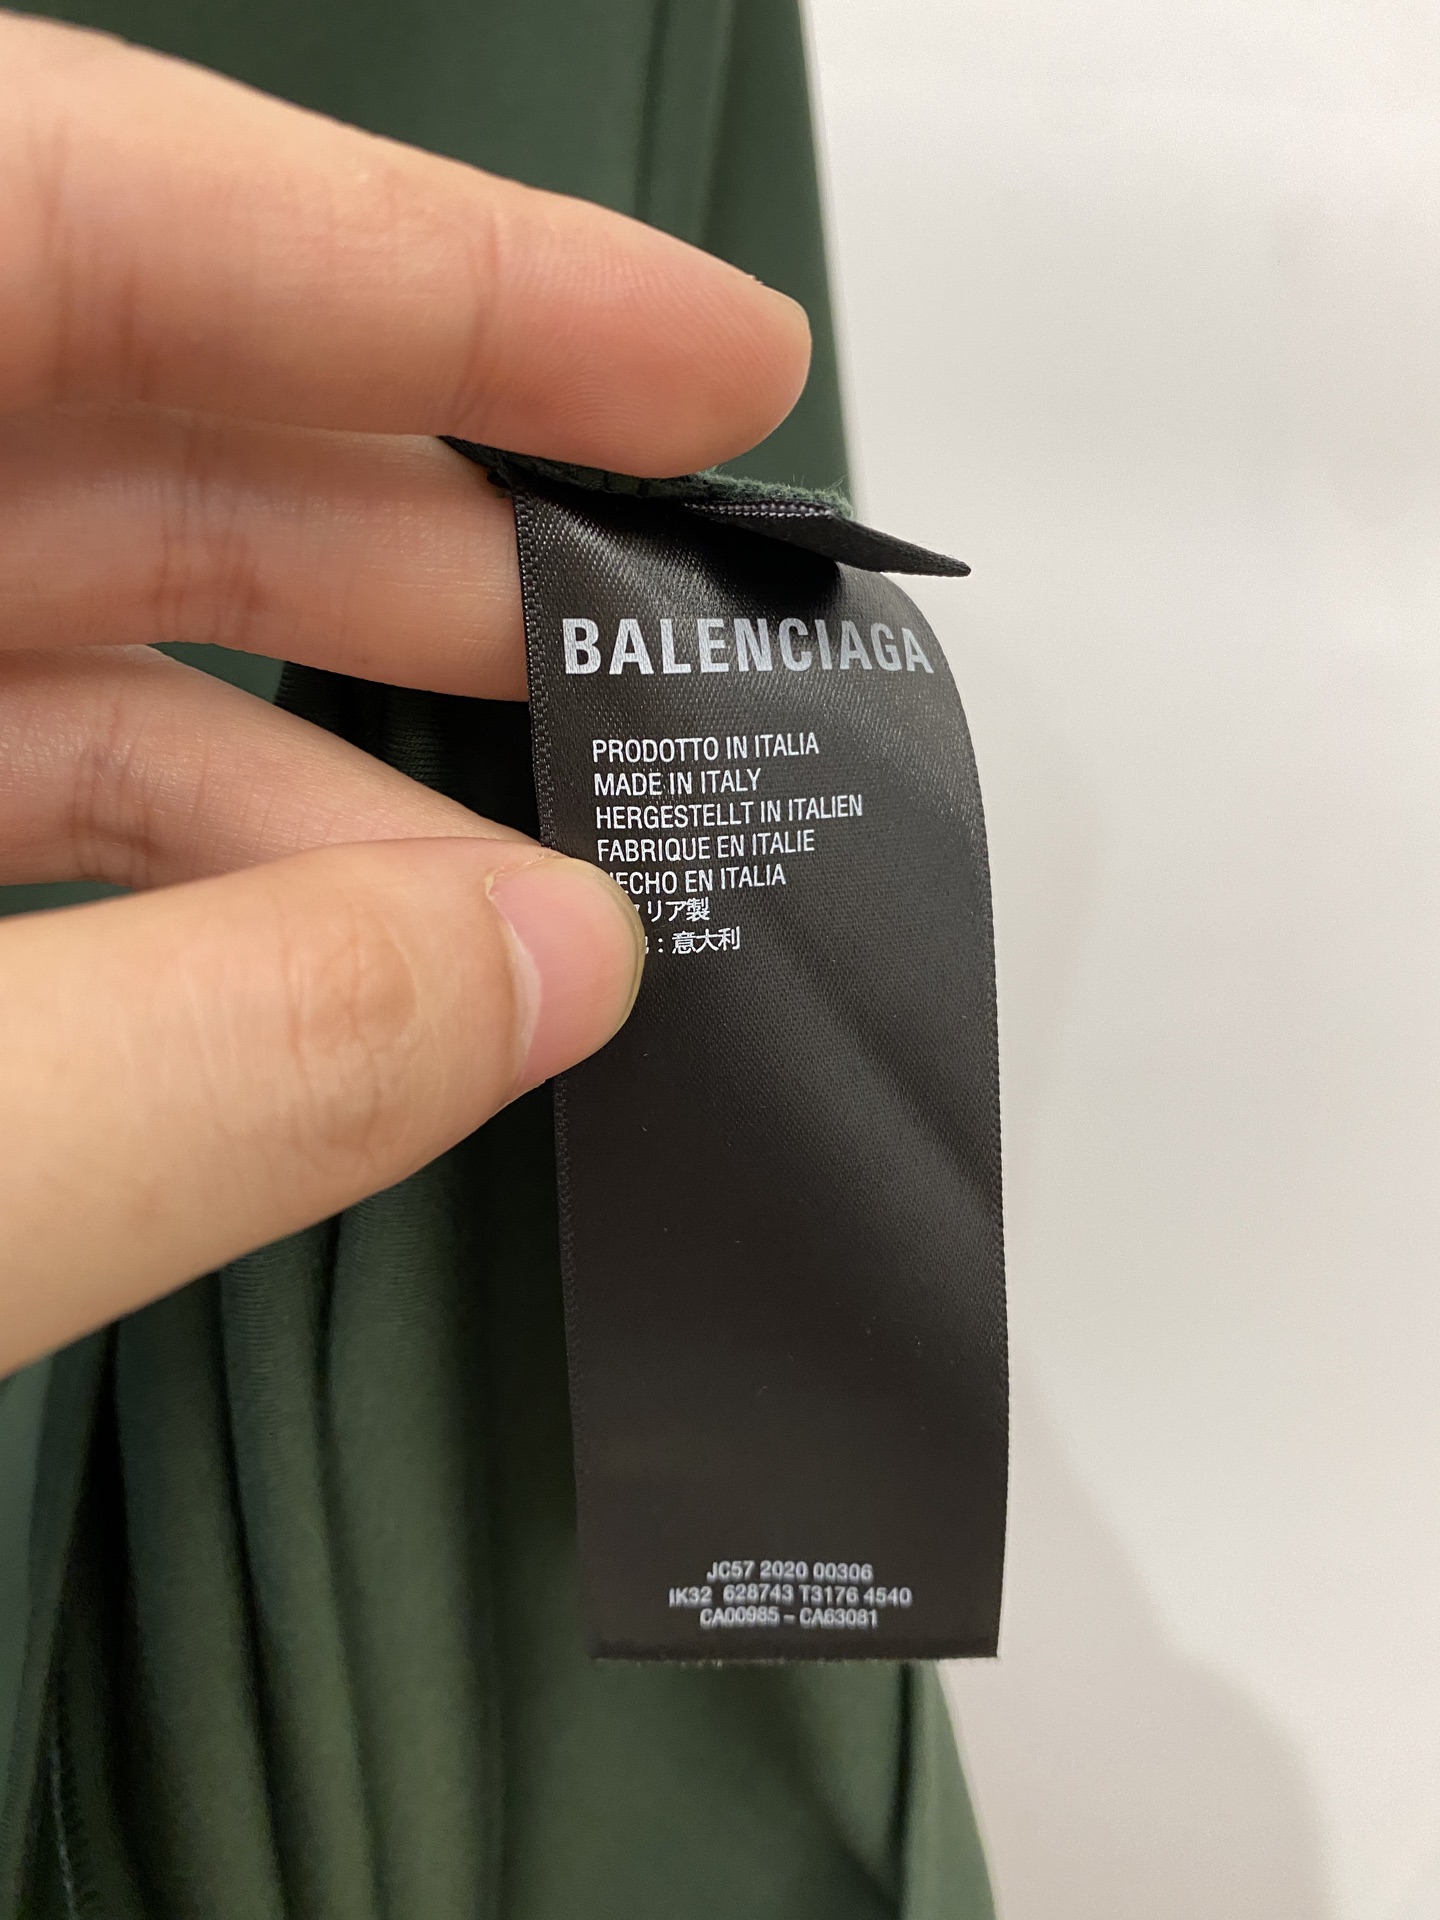 BALENCIAGA
PRODOTTO IN ITALIA
MADE IN ITALY
HERGESTELLT IN ITALIEN
FABRIQUE EN ITALIE
EN ITALIA
リア製
: 意大利
JC57 2020 00306
IK32 628743 T3176 4540
CA00985 - CA63081